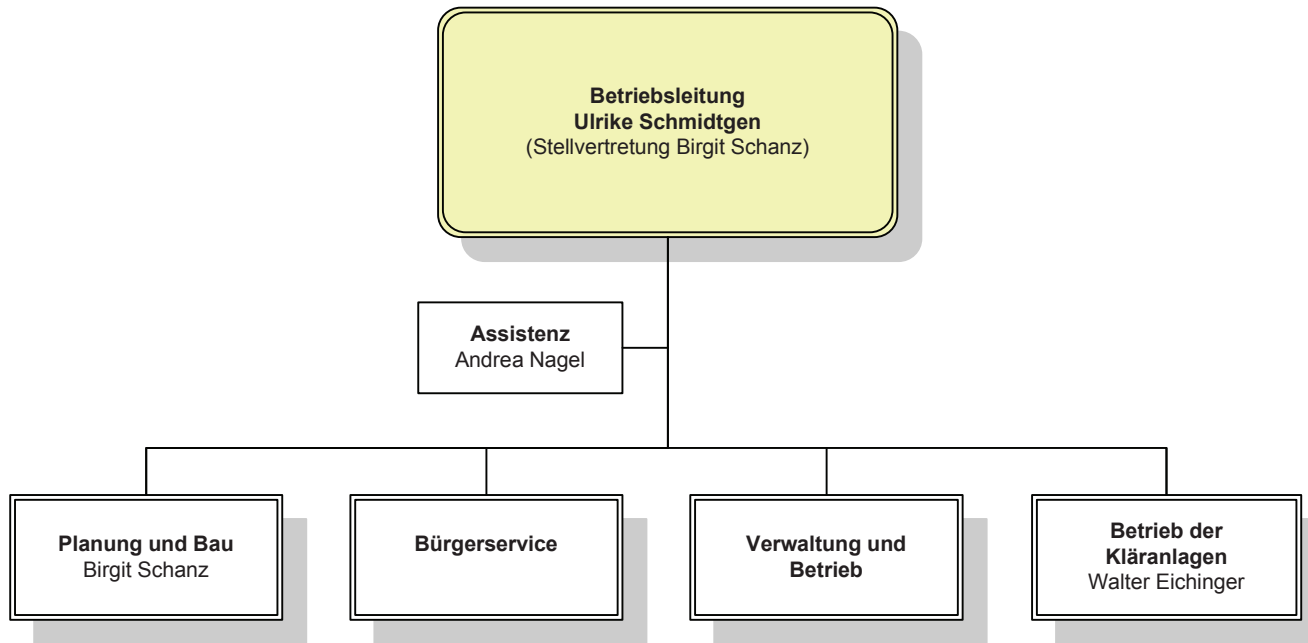 Betriebsleitung
Ulrike Schmidtgen
(Stellvertretung Birgit Schanz)
Assistenz
Andrea Nagel
Planung und Bau
Birgit Schanz
Bürgerservice
Verwaltung und
Betrieb
Betrieb der
Kläranlagen
Walter Eichinger